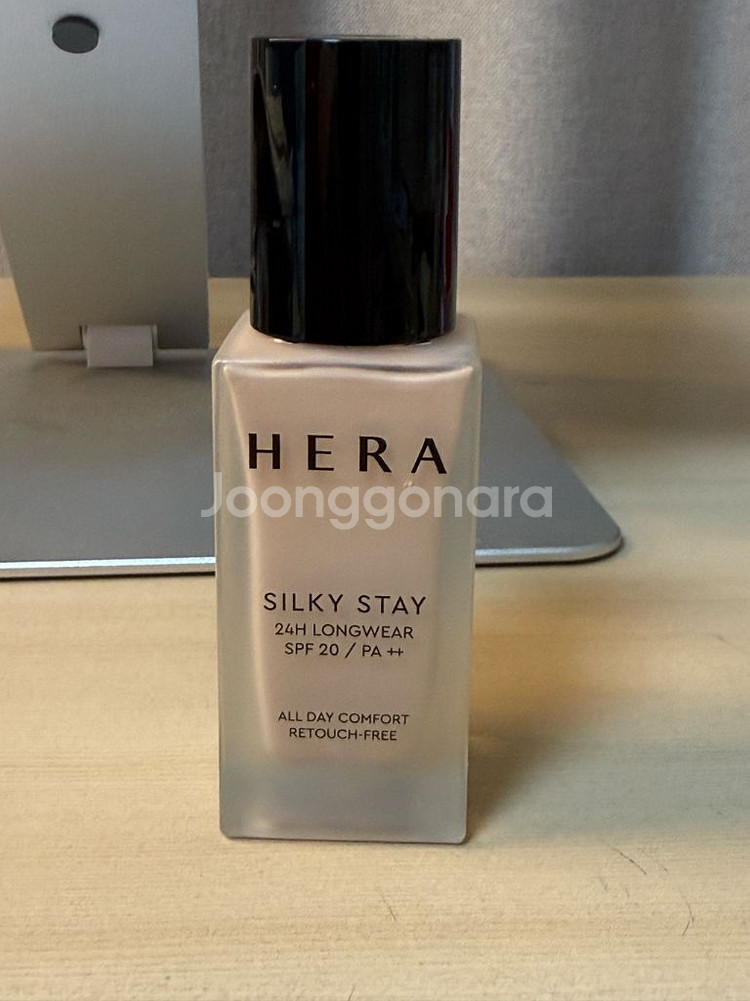 HERA
Joonggonara
SILKY STAY
24H LONGWEAR
SPF 20 / PA ++
ALL DAY COMFORT
RETOUCH-FREE